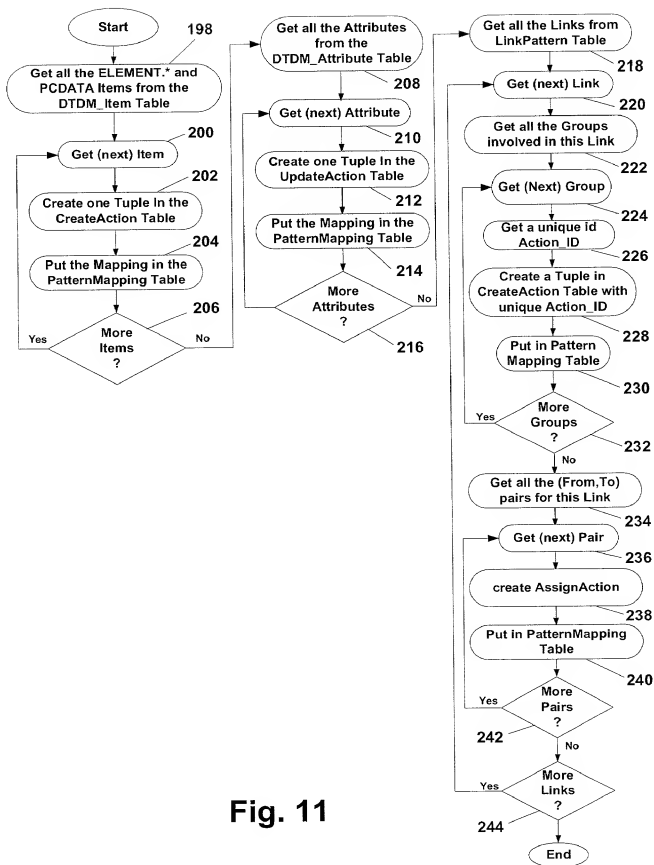 Start
198
Get all the ELEMENT.* and
PCDATA Items from the
DTDM_Item Table
200
Get (next) Item
202
Create one Tuple In the
CreateAction Table
204
Put the Mapping in the
PatternMapping Table
206
More
Items
?
Yes
No
Get all the Attributes
from the
DTDM_Attribute Table
208
Get (next) Attribute
210
Create one Tuple In the
UpdateAction Table
212
Put the Mapping in the
PatternMapping Table
214
More
Attributes
?
No
216
Get all the Links from
LinkPattern Table
218
Get (next) Link
220
Get all the Groups
involved in this Link
222
Get (Next) Group
224
Get a unique id
Action_ID
226
Create a Tuple in
CreateAction Table with
unique Action_ID
228
Put in Pattern
Mapping Table
230
More
Groups
?
Yes
232
No
Get all the (From,To)
pairs for this Link
234
Get (next) Pair
236
create AssignAction
238
Put in PatternMapping
Table
240
More
Pairs
?
Yes
242
No
More
Links
?
Yes
244
End
Fig. 11